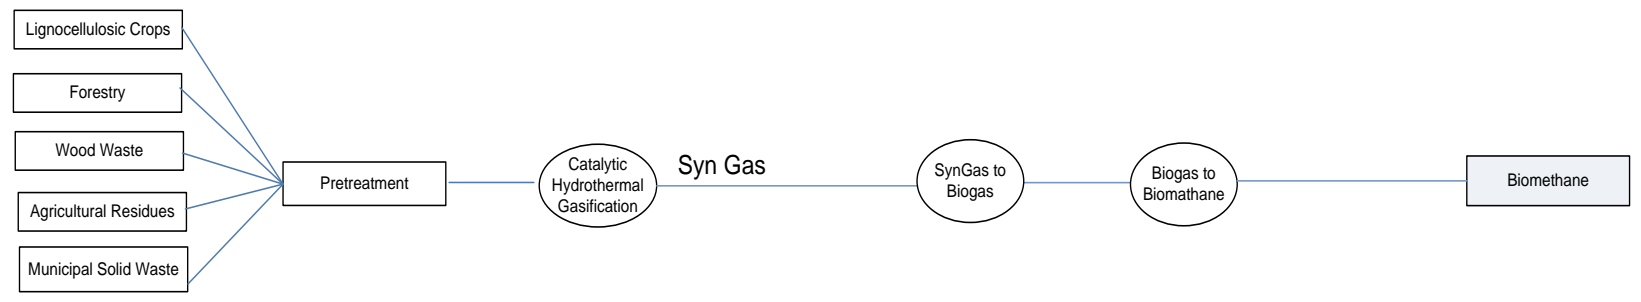 Lignocellulosic Crops
Forestry
Wood Waste
Agricultural Residues
Municipal Solid Waste
Pretreatment
Catalytic
Hydrothermal
Gasification
Syn Gas
SynGas to
Biogas
Biogas to
Biomathane
Biomethane